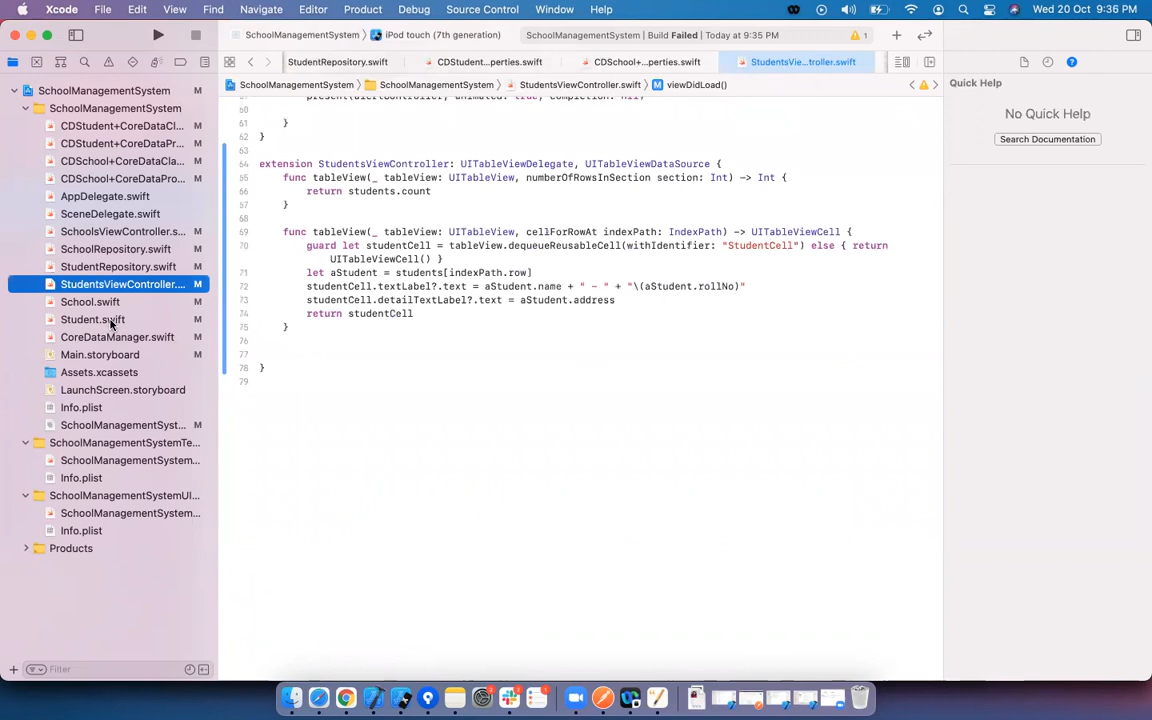 Xcode File Edit View Find Navigate Editor Product Debug Source Control Window Help Wed 20 Oct 9:36 PM
SchoolManagementSystem iPod touch (7th generation) SchoolManagementSystem | Build Failed | Today at 9:35 PM 1
StudentRepository.swift CDStudent...perties.swift CDSchool+...perties.swift StudentsVie...troller.swift
SchoolManagementSystem SchoolManagementSystem StudentsViewController.swift M viewDidLoad()
Quick Help
No Quick Help
Search Documentation
SchoolManagementSystem M
SchoolManagementSystem
CDStudent+CoreDataCl... M
CDStudent+CoreDataPr... M
CDSchool+CoreDataCla... M
CDSchool+CoreDataPro... M
AppDelegate.swift M
SceneDelegate.swift M
SchoolsViewController.s... M
SchoolRepository.swift M
StudentRepository.swift M
StudentsViewController.... M
School.swift M
Student.swift M
CoreDataManager.swift M
Main.storyboard M
Assets.xcassets
LaunchScreen.storyboard
Info.plist
SchoolManagementSyst... M
SchoolManagementSystemTe...
SchoolManagementSystem...
Info.plist
SchoolManagementSystemUI...
SchoolManagementSystem...
Info.plist
Products
Filter
60
61 }
62 }
63
64 extension StudentsViewController: UITableViewDelegate, UITableViewDataSource {
65 func tableView(_ tableView: UITableView, numberOfRowsInSection section: Int) -> Int {
66 return students.count
67 }
68
69 func tableView(_ tableView: UITableView, cellForRowAt indexPath: IndexPath) -> UITableViewCell {
70 guard let studentCell = tableView.dequeueReusableCell(withIdentifier: "StudentCell") else { return
UITableViewCell() }
71 let aStudent = students[indexPath.row]
72 studentCell.textLabel?.text = aStudent.name + " - " + "\(aStudent.rollNo)"
73 studentCell.detailTextLabel?.text = aStudent.address
74 return studentCell
75 }
76
77
78 }
79